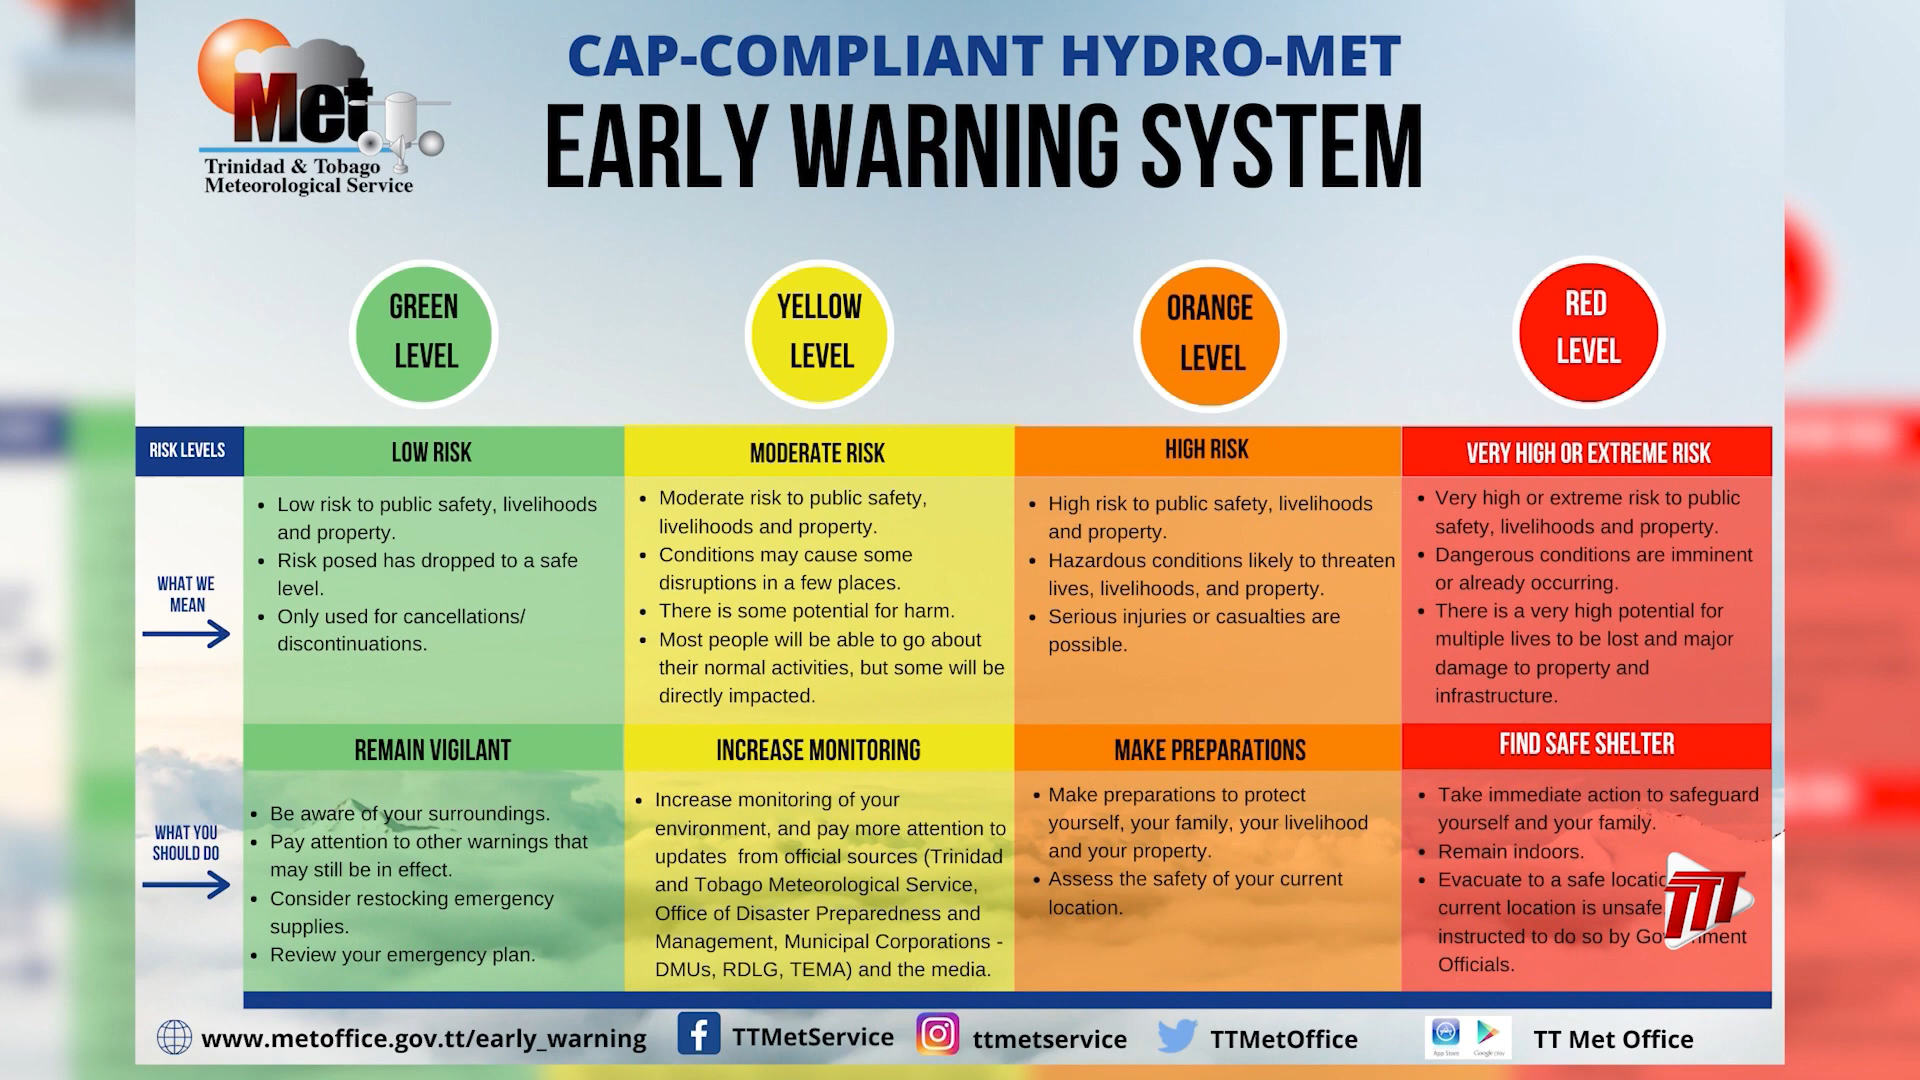 Met
Trinidad & Tobago
Meteorological Service
CAP-COMPLIANT HYDRO-MET
EARLY WARNING SYSTEM
GREEN
LEVEL
YELLOW
LEVEL
ORANGE
LEVEL
RED
LEVEL
RISK LEVELS
LOW RISK
MODERATE RISK
HIGH RISK
VERY HIGH OR EXTREME RISK
WHAT WE
MEAN
• Low risk to public safety, livelihoods
and property.
• Risk posed has dropped to a safe
level.
• Only used for cancellations/
discontinuations.
• Moderate risk to public safety,
livelihoods and property.
• Conditions may cause some
disruptions in a few places.
• There is some potential for harm.
• Most people will be able to go about
their normal activities, but some will be
directly impacted.
• High risk to public safety, livelihoods
and property.
• Hazardous conditions likely to threaten
lives, livelihoods, and property.
• Serious injuries or casualties are
possible.
• Very high or extreme risk to public
safety, livelihoods and property.
• Dangerous conditions are imminent
or already occurring.
• There is a very high potential for
multiple lives to be lost and major
damage to property and
infrastructure.
WHAT YOU
SHOULD DO
REMAIN VIGILANT
INCREASE MONITORING
MAKE PREPARATIONS
FIND SAFE SHELTER
• Be aware of your surroundings.
• Pay attention to other warnings that
may still be in effect.
• Consider restocking emergency
supplies.
• Review your emergency plan.
• Increase monitoring of your
environment, and pay more attention to
updates from official sources (Trinidad
and Tobago Meteorological Service,
Office of Disaster Preparedness and
Management, Municipal Corporations -
DMUs, RDLG, TEMA) and the media.
• Make preparations to protect
yourself, your family, your livelihood
and your property.
• Assess the safety of your current
location.
• Take immediate action to safeguard
yourself and your family.
• Remain indoors.
• Evacuate to a safe
current location is unsafe
instructed to do so by
Officials.
TTT
www.metoffice.gov.tt/early_warning
TTMetService
ttmetservice
TTMetOffice
App Store
Google play
TT Met Office